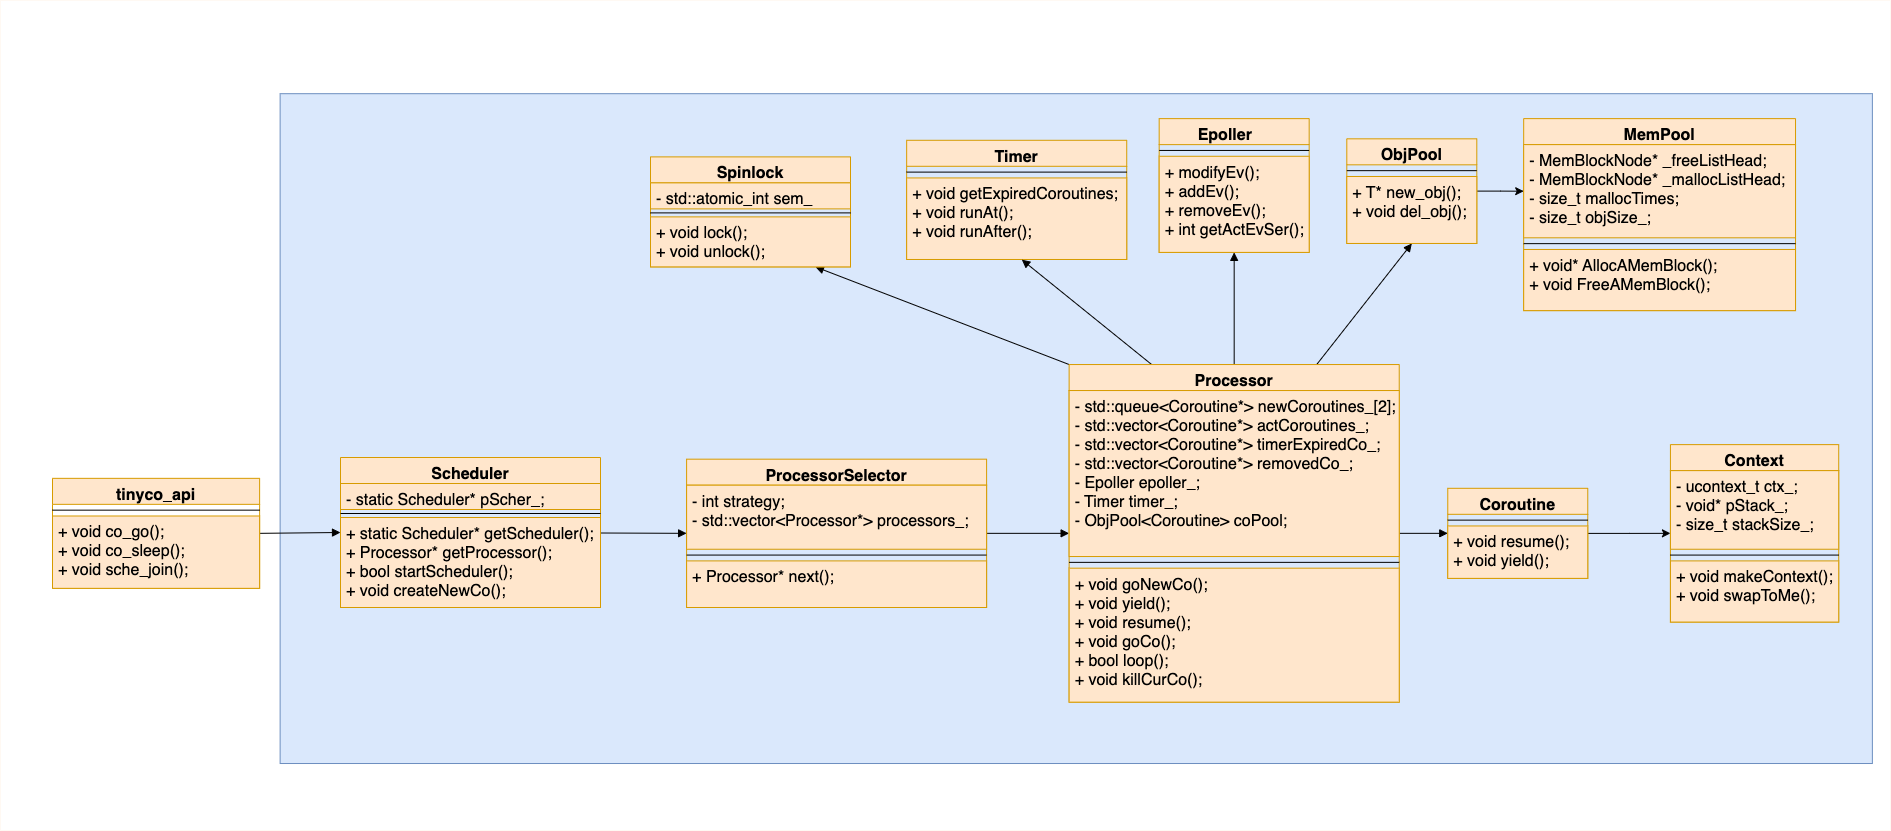 Spinlock
- std::atomic_int sem_
+ void lock();
+ void unlock();
Timer
+ void getExpiredCoroutines;
+ void runAt();
+ void runAfter();
Epoller
+ modifyEv();
+ addEv();
+ removeEv();
+ int getActEvSer();
ObjPool
+ T* new_obj();
+ void del_obj();
MemPool
- MemBlockNode* _freeListHead;
- MemBlockNode* _mallocListHead;
- size_t mallocTimes;
- size_t objSize_;
+ void* AllocAMemBlock();
+ void FreeAMemBlock();
tinyco_api
+ void co_go();
+ void co_sleep();
+ void sche_join();
Scheduler
- static Scheduler* pScher_;
+ static Scheduler* getScheduler();
+ Processor* getProcessor();
+ bool startScheduler();
+ void createNewCo();
ProcessorSelector
- int strategy;
- std::vector<Processor*> processors_;
+ Processor* next();
Processor
- std::queue<Coroutine*> newCoroutines_[2];
- std::vector<Coroutine*> actCoroutines_;
- std::vector<Coroutine*> timerExpiredCo_;
- std::vector<Coroutine*> removedCo_;
- Epoller epoller_;
- Timer timer_;
- ObjPool<Coroutine> coPool;
+ void goNewCo();
+ void yield();
+ void resume();
+ void goCo();
+ bool loop();
+ void killCurCo();
Coroutine
+ void resume();
+ void yield();
Context
- ucontext_t ctx_;
- void* pStack_;
- size_t stackSize_;
+ void makeContext();
+ void swapToMe();